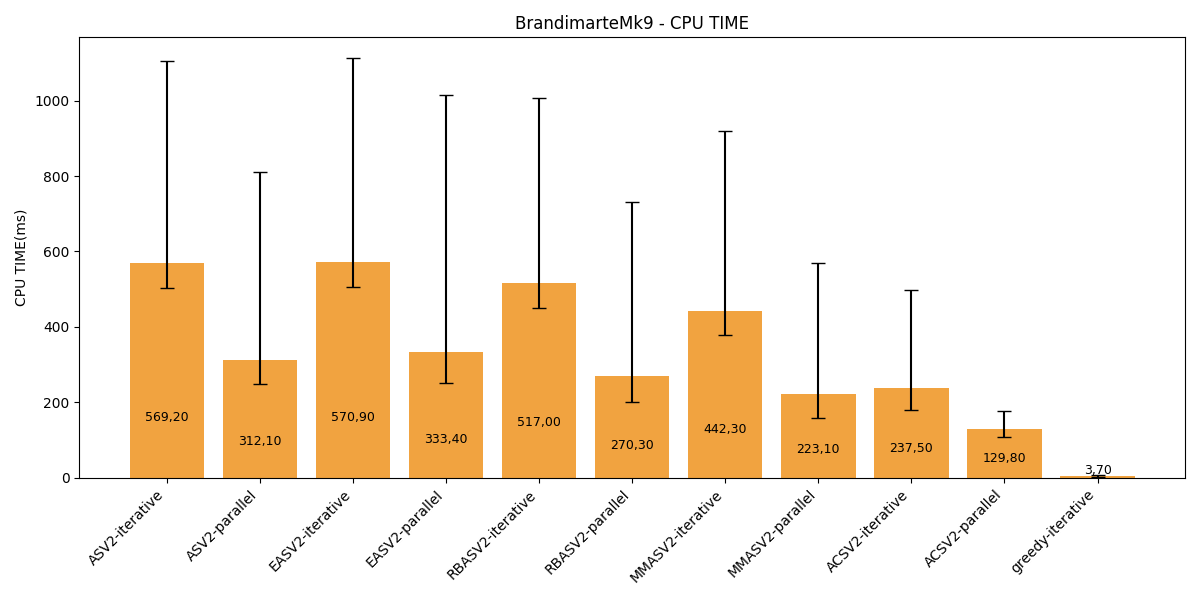 BrandimarteMk9 - CPU TIME
CPU TIME(ms)
1000
800
600
400
200
0
569,20
312,10
570,90
333,40
517,00
270,30
442,30
223,10
237,50
129,80
3,70
ASV2-iterative
ASV2-parallel
EASV2-iterative
EASV2-parallel
RBASV2-iterative
RBASV2-parallel
MMASV2-iterative
MMASV2-parallel
ACSV2-iterative
ACSV2-parallel
greedy-iterative